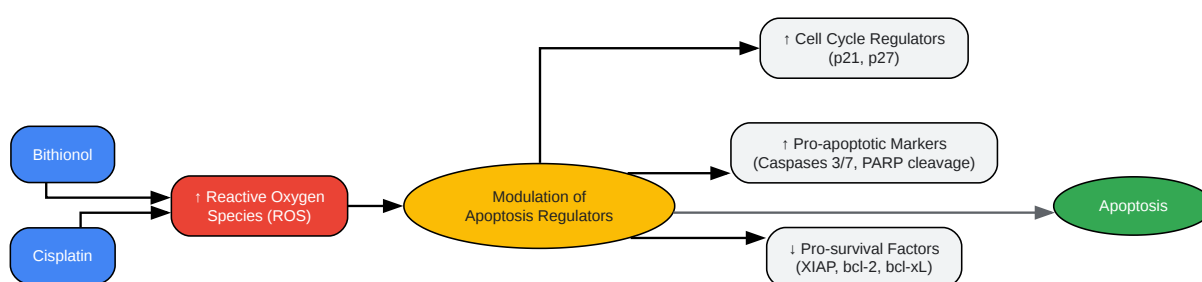 Bithionol
Cisplatin
↑ Reactive Oxygen
Species (ROS)
Modulation of
Apoptosis Regulators
↑ Cell Cycle Regulators
(p21, p27)
↑ Pro-apoptotic Markers
(Caspases 3/7, PARP cleavage)
↓ Pro-survival Factors
(XIAP, bcl-2, bcl-xL)
Apoptosis